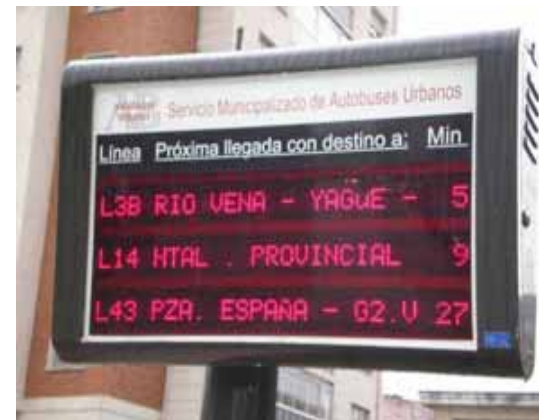 Servicio Municipalizado de Autobuses Urbanos
Línea Próxima llegada con destino a: Min
L3B RIO VENA - YAGuE - 5
L14 HTAL . PROVINCIAL 9
L43 PZA. ESPAÑA - G2.V 27